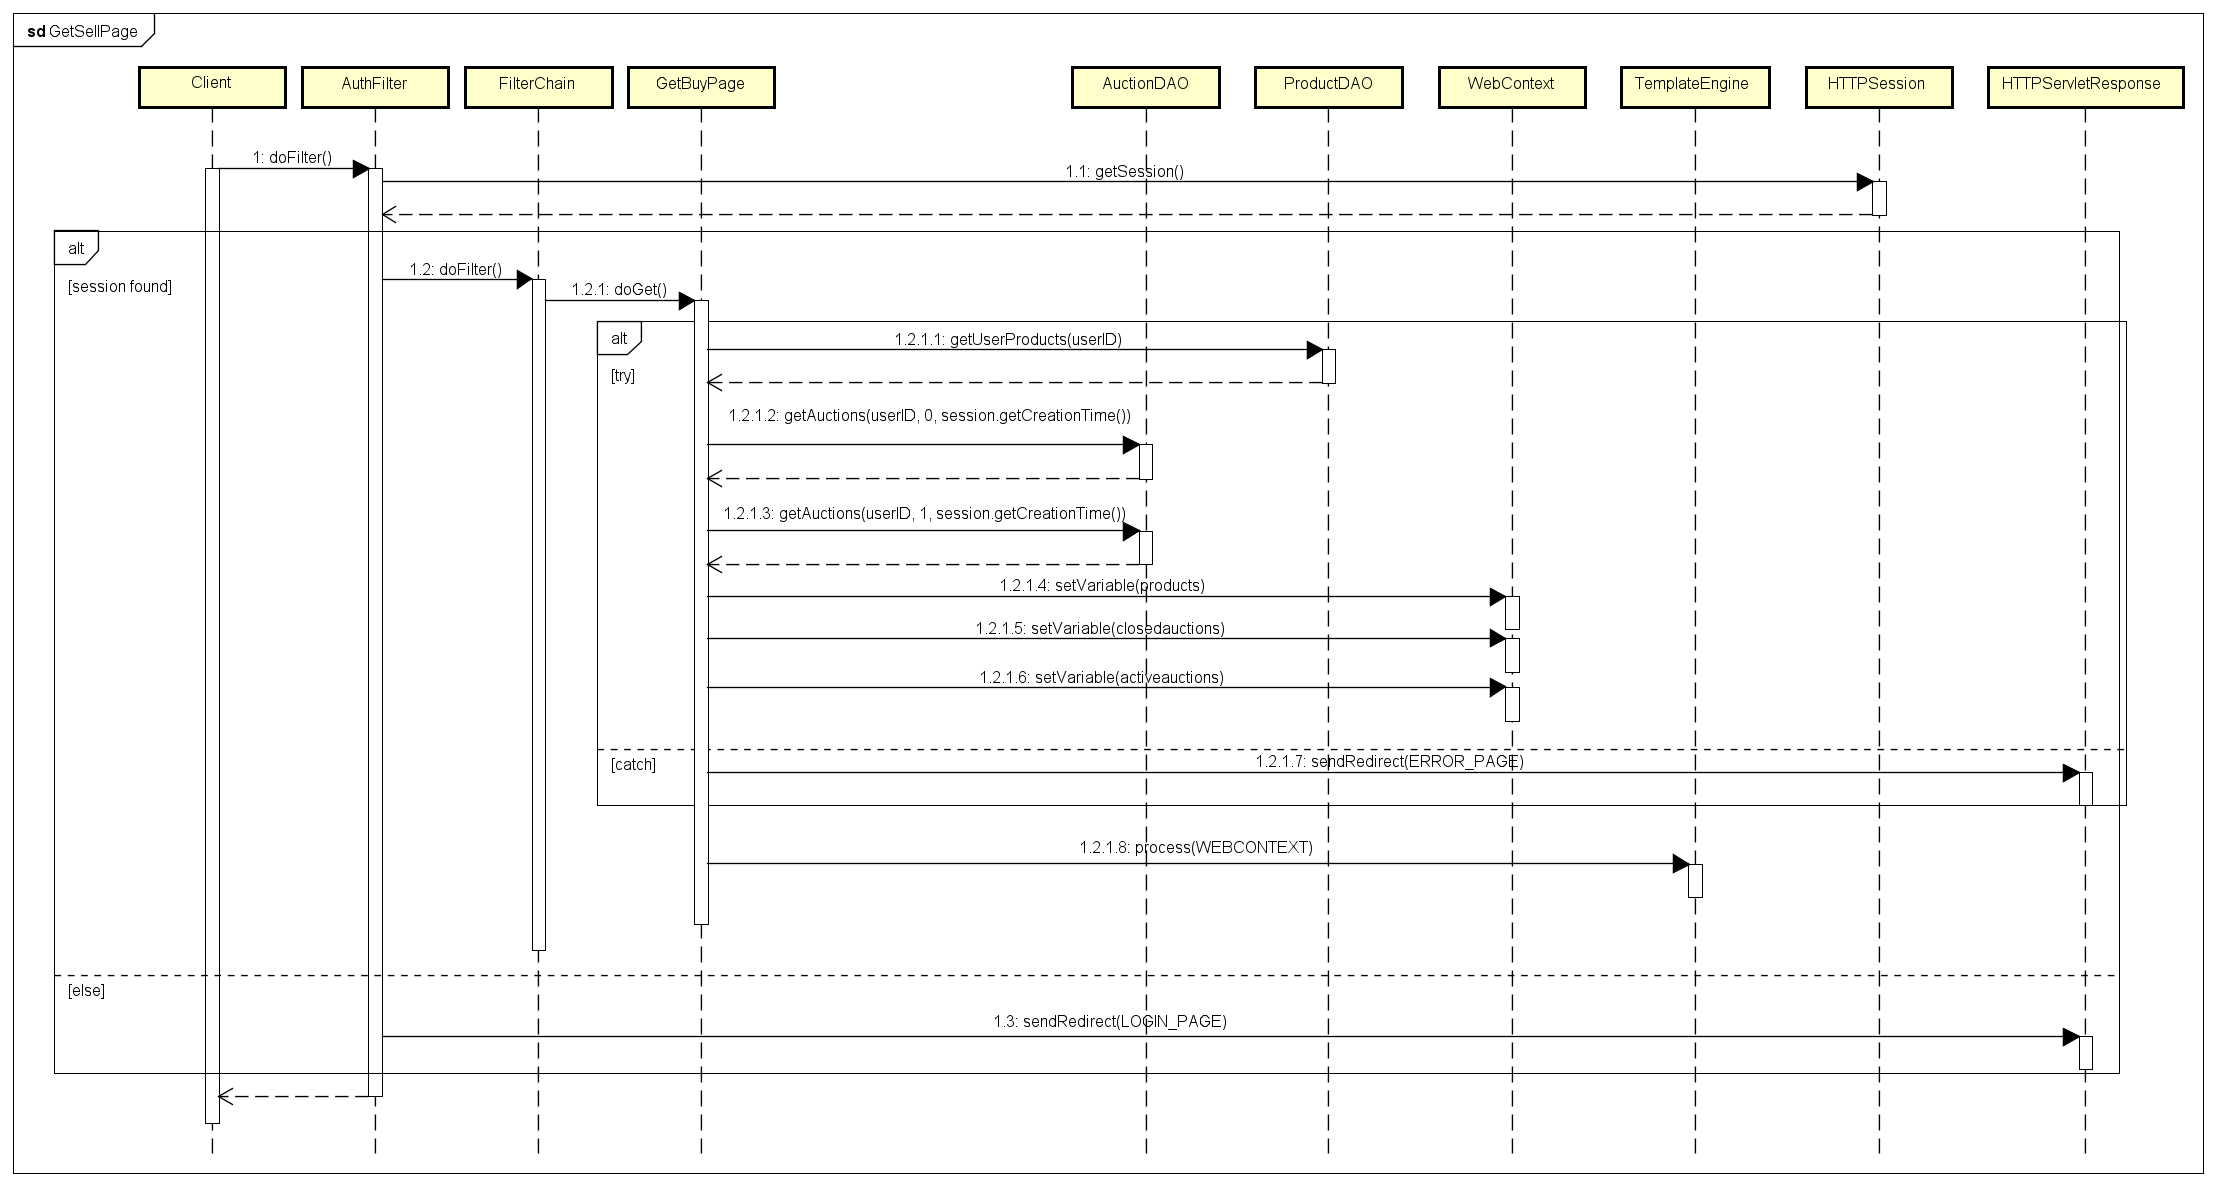 sd GetSellPage
Client
AuthFilter
FilterChain
GetBuyPage
AuctionDAO
ProductDAO
WebContext
TemplateEngine
HTTPSession
HTTPServletResponse
1: doFilter()
1.1: getSession()
alt
[session found]
1.2: doFilter()
1.2.1: doGet()
alt
[try]
1.2.1.1: getUserProducts(userID)
1.2.1.2: getAuctions(userID, 0, session.getCreationTime())
1.2.1.3: getAuctions(userID, 1, session.getCreationTime())
1.2.1.4: setVariable(products)
1.2.1.5: setVariable(closedauctions)
1.2.1.6: setVariable(activeauctions)
[catch]
1.2.1.7: sendRedirect(ERROR_PAGE)
1.2.1.8: process(WEBCONTEXT)
[else]
1.3: sendRedirect(LOGIN_PAGE)